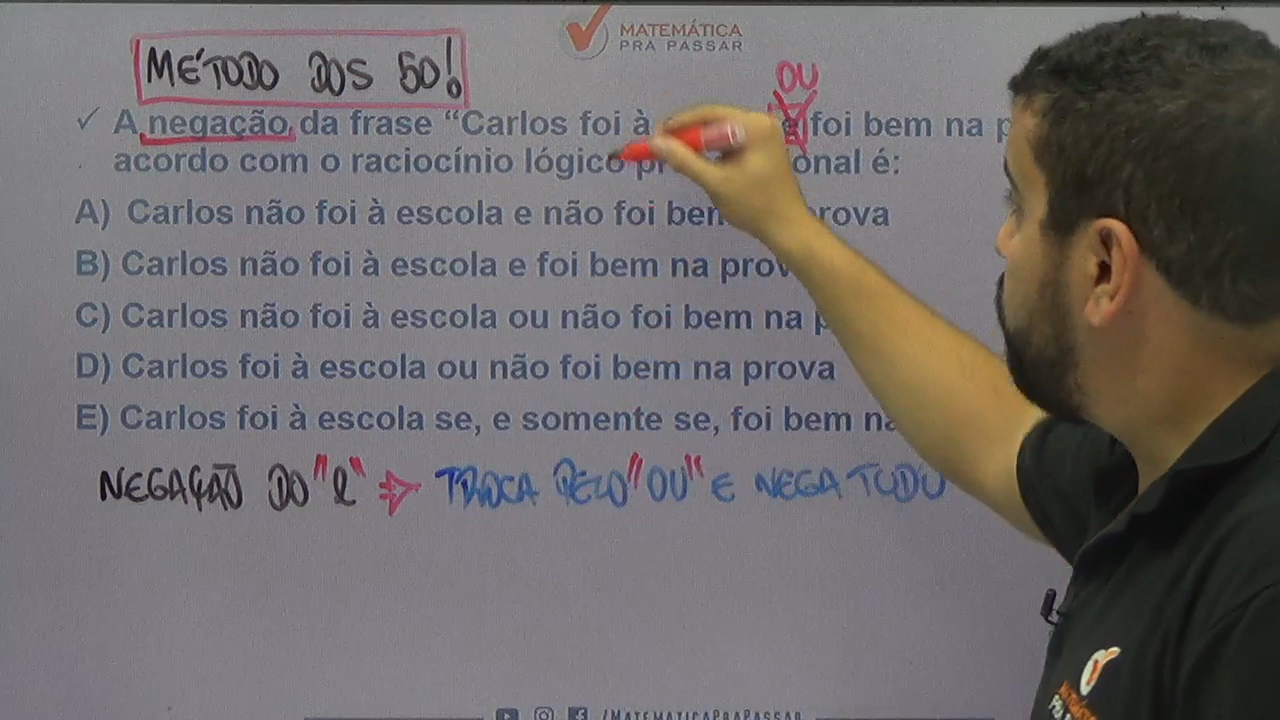 MATEMÁTICA
PRA PASSAR
MÉTODO DOS 50!
OU
✓ A negação da frase “Carlos foi à e foi bem na
acordo com o raciocínio lógico é:
A) Carlos não foi à escola e não foi bem prova
B) Carlos não foi à escola e foi bem na
C) Carlos não foi à escola ou não foi bem na
D) Carlos foi à escola ou não foi bem na prova
E) Carlos foi à escola se, e somente se, foi bem na
NEGAÇÃO DO "e" ⇒ TROCA PELO "OU" E NEGA TUDO
/MATEMATICAPRAPASSAR